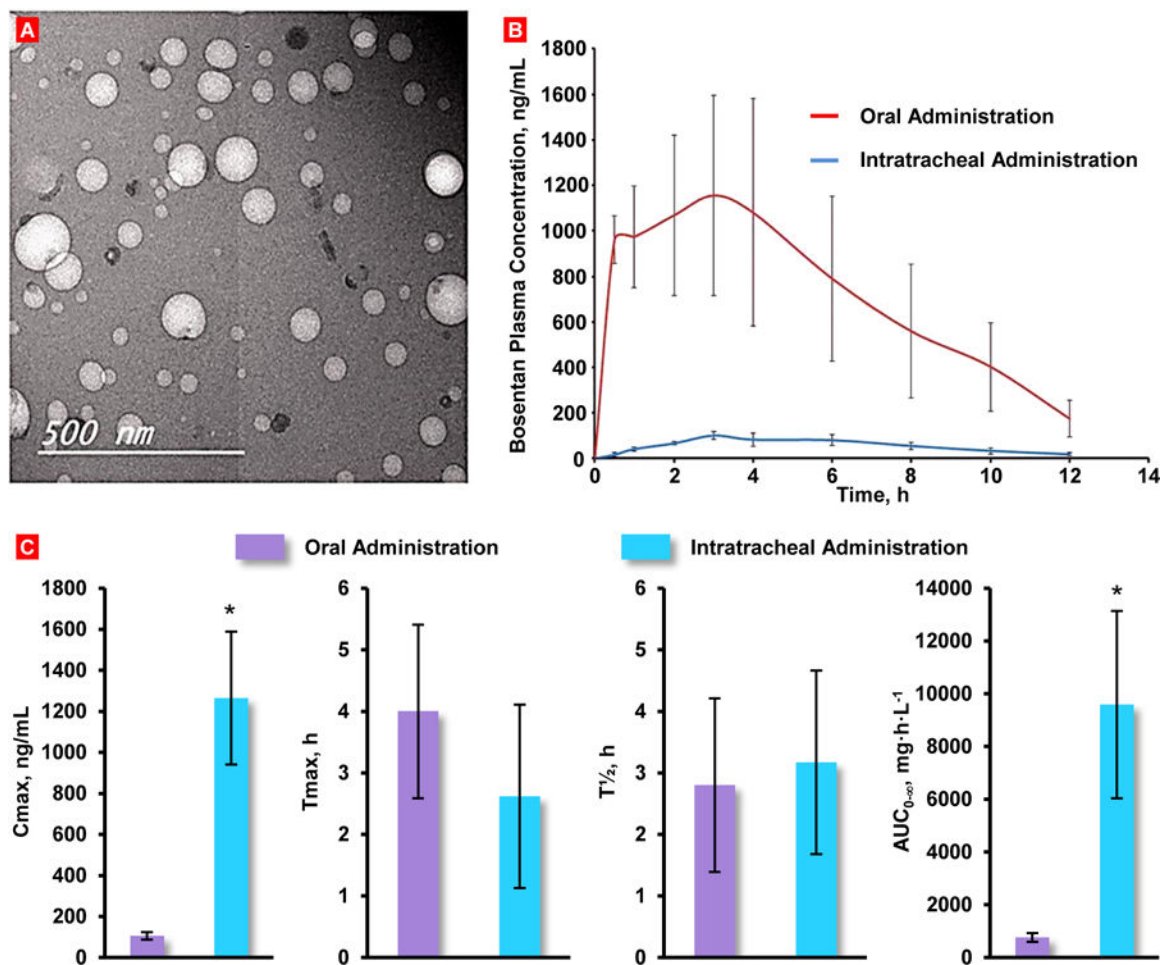 A
500 nm
B
Bosentan Plasma Concentration, ng/mL
1800
1600
1400
1200
1000
800
600
400
200
0
Oral Administration
Intratracheal Administration
0 2 4 6 8 10 12 14
Time, h
C
Oral Administration
Intratracheal Administration
Cmax, ng/mL
1800
1600
1400
1200
1000
800
600
400
200
0
*
Tmax, h
6
5
4
3
2
1
0
T½, h
6
5
4
3
2
1
0
AUC0-∞, mg·h·L-1
14000
12000
10000
8000
6000
4000
2000
0
*